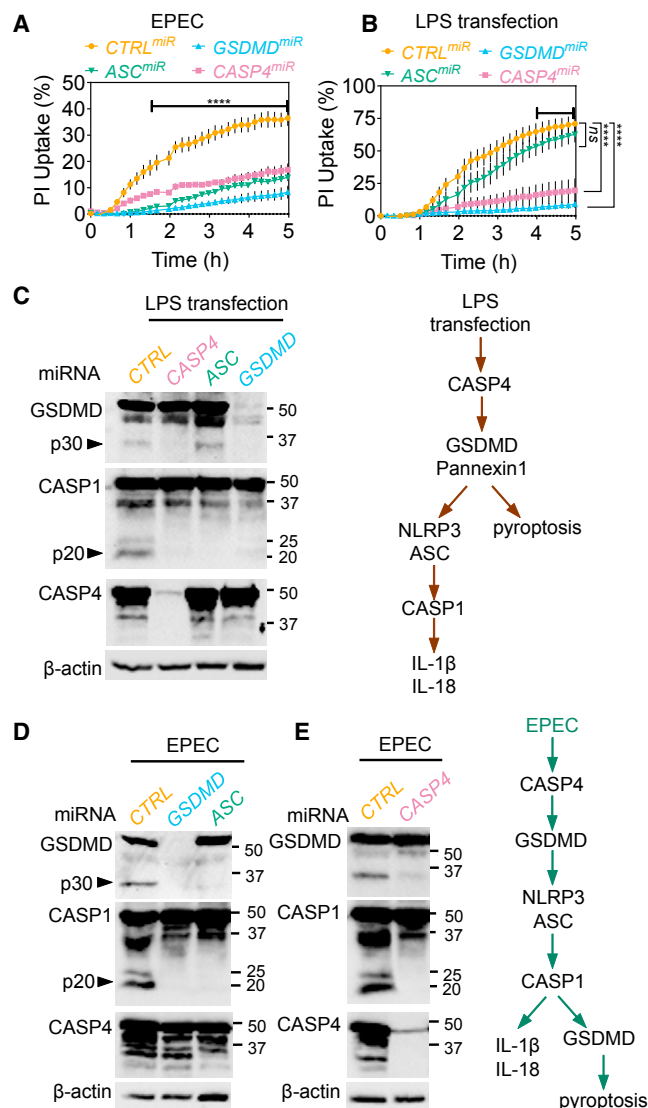 A
EPEC
CTRL^miR
GSDMD^miR
ASC^miR
CASP4^miR
PI Uptake (%)
50
40
30
20
10
0
****
0 1 2 3 4 5
Time (h)
B
LPS transfection
CTRL^miR
GSDMD^miR
ASC^miR
CASP4^miR
PI Uptake (%)
100
75
50
25
0
ns
****
****
0 1 2 3 4 5
Time (h)
C
LPS transfection
miRNA
CTRL
CASP4
ASC
GSDMD
GSDMD
50
p30
37
CASP1
50
37
25
p20
20
CASP4
50
37
β-actin
LPS
transfection
CASP4
GSDMD
Pannexin1
NLRP3
ASC
pyroptosis
CASP1
IL-1β
IL-18
D
EPEC
miRNA
CTRL
GSDMD
ASC
GSDMD
50
p30
37
CASP1
50
37
25
p20
20
CASP4
50
37
β-actin
E
EPEC
miRNA
CTRL
CASP4
GSDMD
50
37
CASP1
50
37
25
20
CASP4
50
37
β-actin
EPEC
CASP4
GSDMD
NLRP3
ASC
CASP1
IL-1β
IL-18
GSDMD
pyroptosis